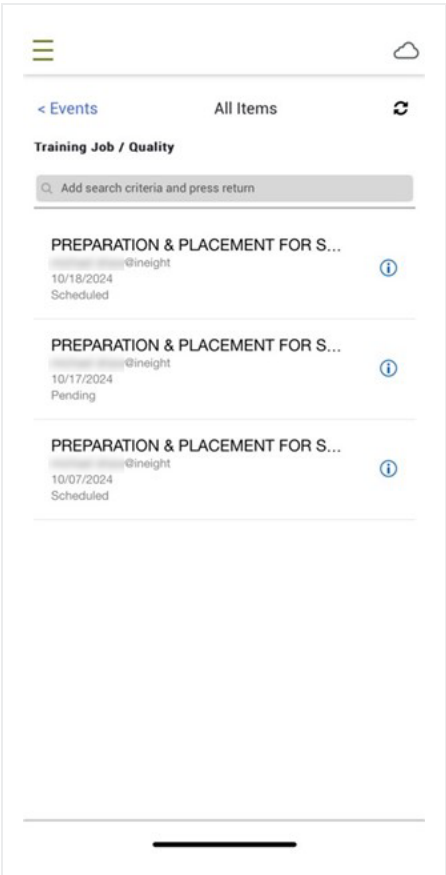 < Events All Items
Training Job / Quality
Add search criteria and press return
PREPARATION & PLACEMENT FOR S...
@ineight
10/18/2024
Scheduled
PREPARATION & PLACEMENT FOR S...
@ineight
10/17/2024
Pending
PREPARATION & PLACEMENT FOR S...
@ineight
10/07/2024
Scheduled